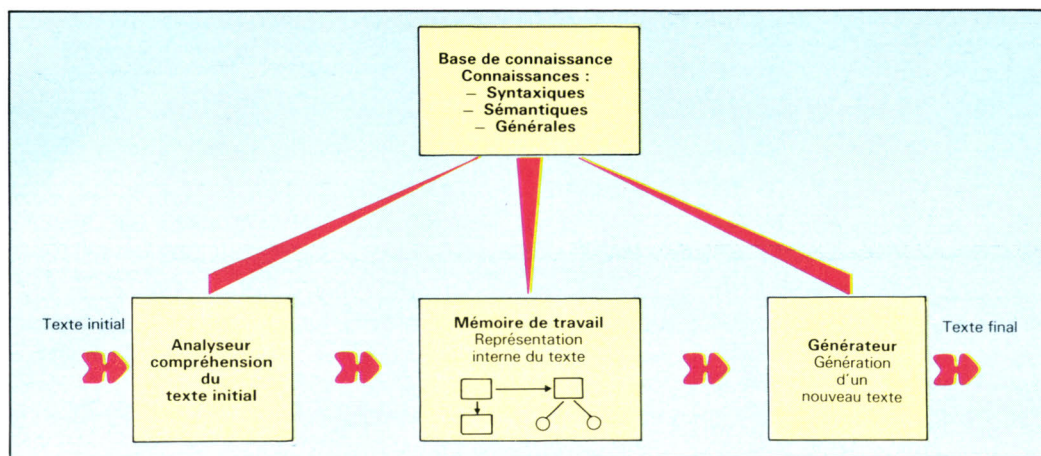 Base de connaissance
Connaissances :
– Syntaxiques
– Sémantiques
– Générales
Texte initial
Analyseur
compréhension
du
texte initial
Mémoire de travail
Représentation
interne du texte
Générateur
Génération
d'un
nouveau texte
Texte final